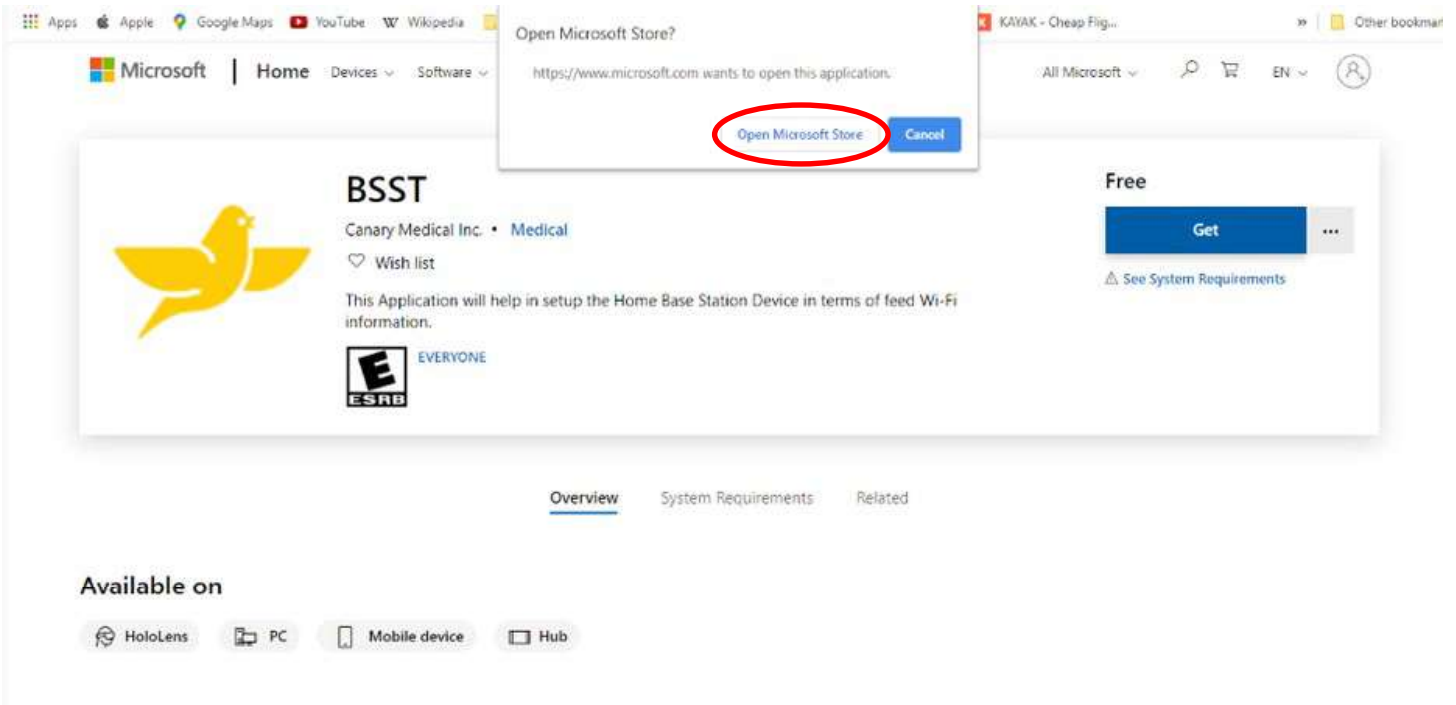 Apps Apple Google Maps YouTube Wikipedia KAYAK - Cheap Flig... » Other bookmar
Open Microsoft Store?
https://www.microsoft.com wants to open this application.
Open Microsoft Store Cancel
Microsoft Home Devices Software All Microsoft EN
BSST
Canary Medical Inc. • Medical
Wish list
This Application will help in setup the Home Base Station Device in terms of feed Wi-Fi
information.
E
ESRB
EVERYONE
Free
Get ...
See System Requirements
Overview System Requirements Related
Available on
HoloLens PC Mobile device Hub